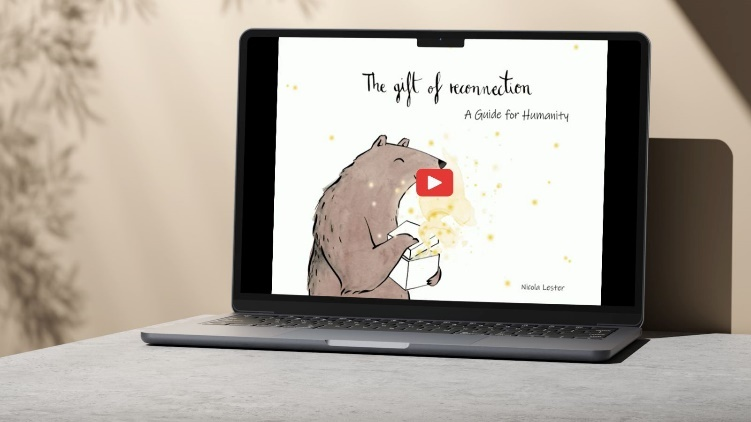 The gift of reconnection
A Guide for Humanity
Nicola Lester